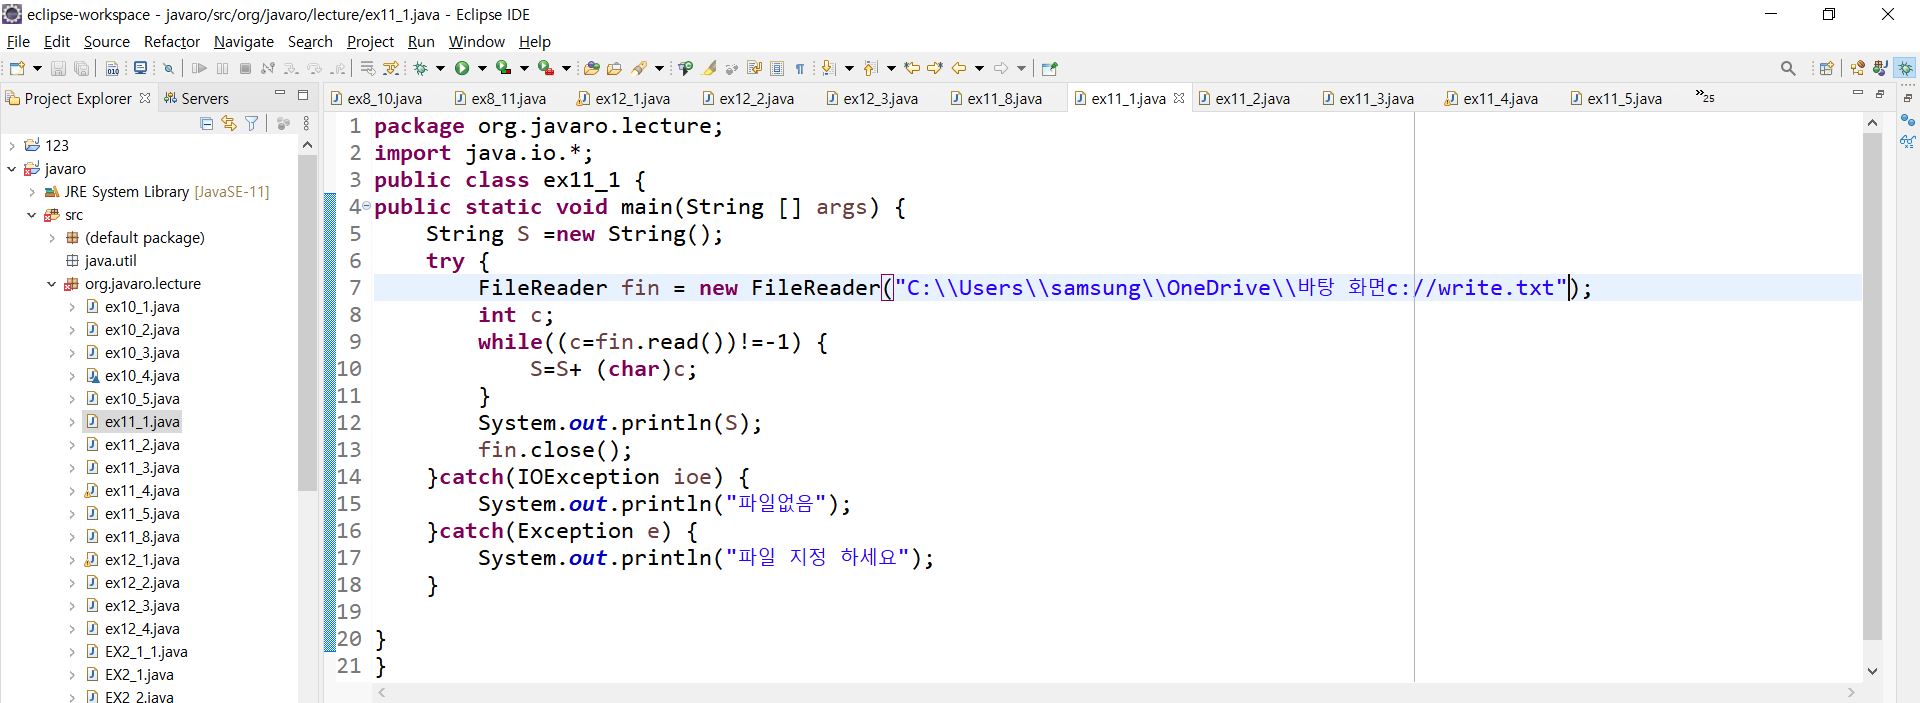 eclipse-workspace - javaro/src/org/javaro/lecture/ex11_1.java - Eclipse IDE
File Edit Source Refactor Navigate Search Project Run Window Help
Project Explorer Servers
123
javaro
JRE System Library [JavaSE-11]
src
(default package)
java.util
org.javaro.lecture
ex10_1.java
ex10_2.java
ex10_3.java
ex10_4.java
ex10_5.java
ex11_1.java
ex11_2.java
ex11_3.java
ex11_4.java
ex11_5.java
ex11_8.java
ex12_1.java
ex12_2.java
ex12_3.java
ex12_4.java
EX2_1_1.java
EX2_1.java
EX2_2.java
ex8_10.java ex8_11.java ex12_1.java ex12_2.java ex12_3.java ex11_8.java ex11_1.java ex11_2.java ex11_3.java ex11_4.java ex11_5.java »25
1 package org.javaro.lecture;
2 import java.io.*;
3 public class ex11_1 {
4 public static void main(String [] args) {
5 String S =new String();
6 try {
7 FileReader fin = new FileReader("C:\\Users\\samsung\\OneDrive\\바탕 화면c://write.txt");
8 int c;
9 while((c=fin.read())!=-1) {
10 S=S+ (char)c;
11 }
12 System.out.println(S);
13 fin.close();
14 }catch(IOException ioe) {
15 System.out.println("파일없음");
16 }catch(Exception e) {
17 System.out.println("파일 지정 하세요");
18 }
19
20 }
21 }